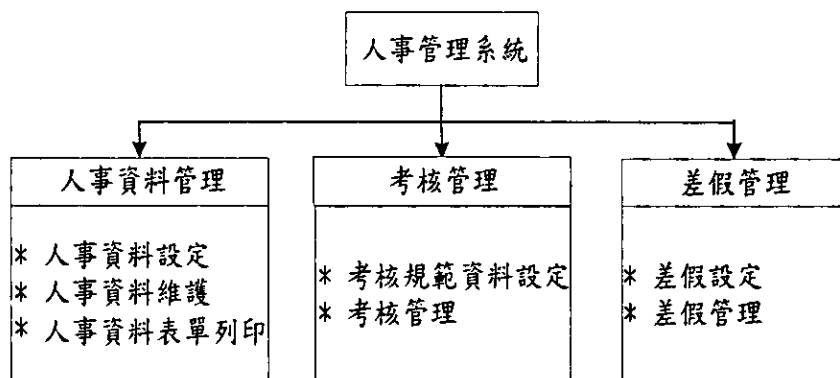 人事管理系統
人事資料管理
* 人事資料設定
* 人事資料維護
* 人事資料表單列印
考核管理
* 考核規範資料設定
* 考核管理
差假管理
* 差假設定
* 差假管理